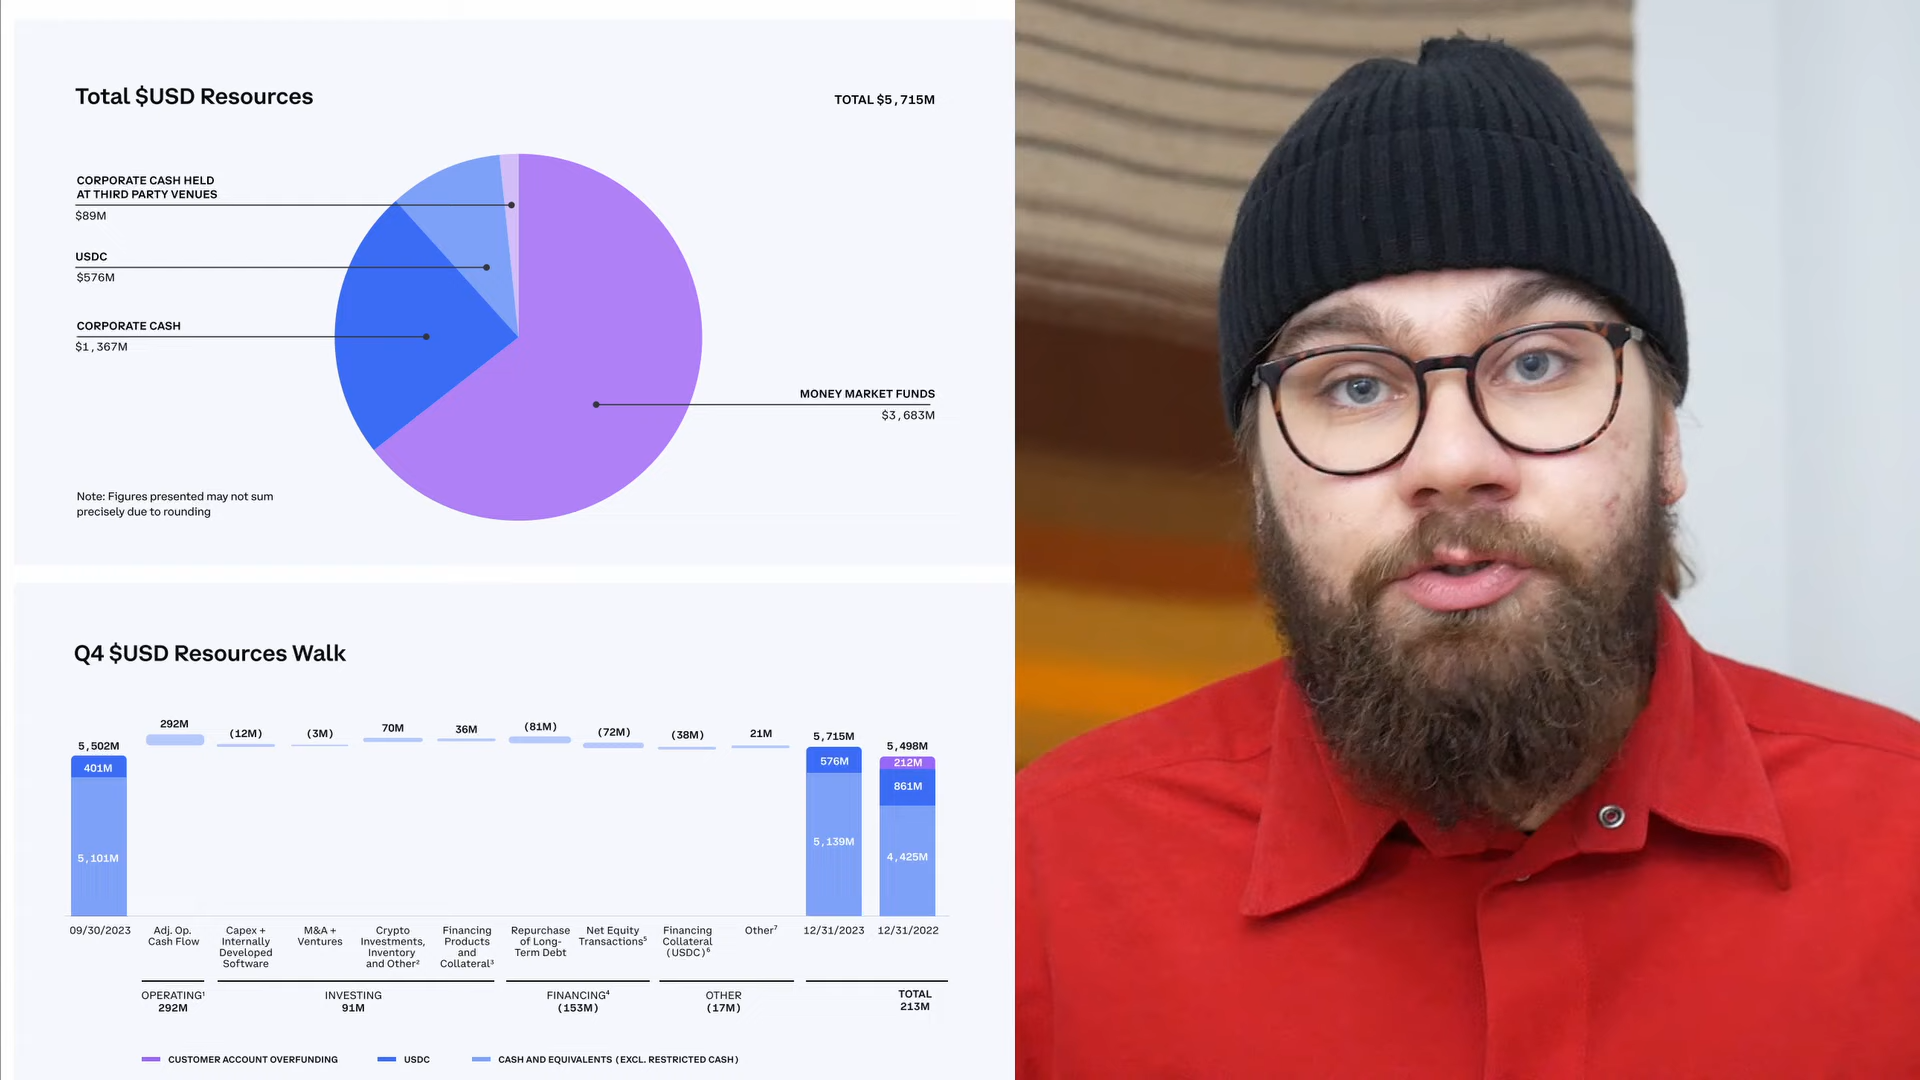 Total $USD Resources
TOTAL $5,715M
CORPORATE CASH HELD
AT THIRD PARTY VENUES
$89M
USDC
$576M
CORPORATE CASH
$1,367M
MONEY MARKET FUNDS
$3,683M
Note: Figures presented may not sum
precisely due to rounding
Q4 $USD Resources Walk
5,502M
292M
(12M)
(3M)
70M
36M
(81M)
(72M)
(38M)
21M
5,715M
5,498M
401M
576M
212M
861M
5,101M
5,139M
4,425M
09/30/2023
Adj. Op.
Cash Flow
Capex +
Internally
Developed
Software
M&A +
Ventures
Crypto
Investments,
Inventory
and Other²
Financing
Products
and
Collateral³
Repurchase
of Long-
Term Debt
Net Equity
Transactions⁵
Financing
Collateral
(USDC)⁶
Other⁷
12/31/2023
12/31/2022
OPERATING¹
292M
INVESTING
91M
FINANCING⁴
(153M)
OTHER
(17M)
TOTAL
213M
CUSTOMER ACCOUNT OVERFUNDING
USDC
CASH AND EQUIVALENTS (EXCL. RESTRICTED CASH)